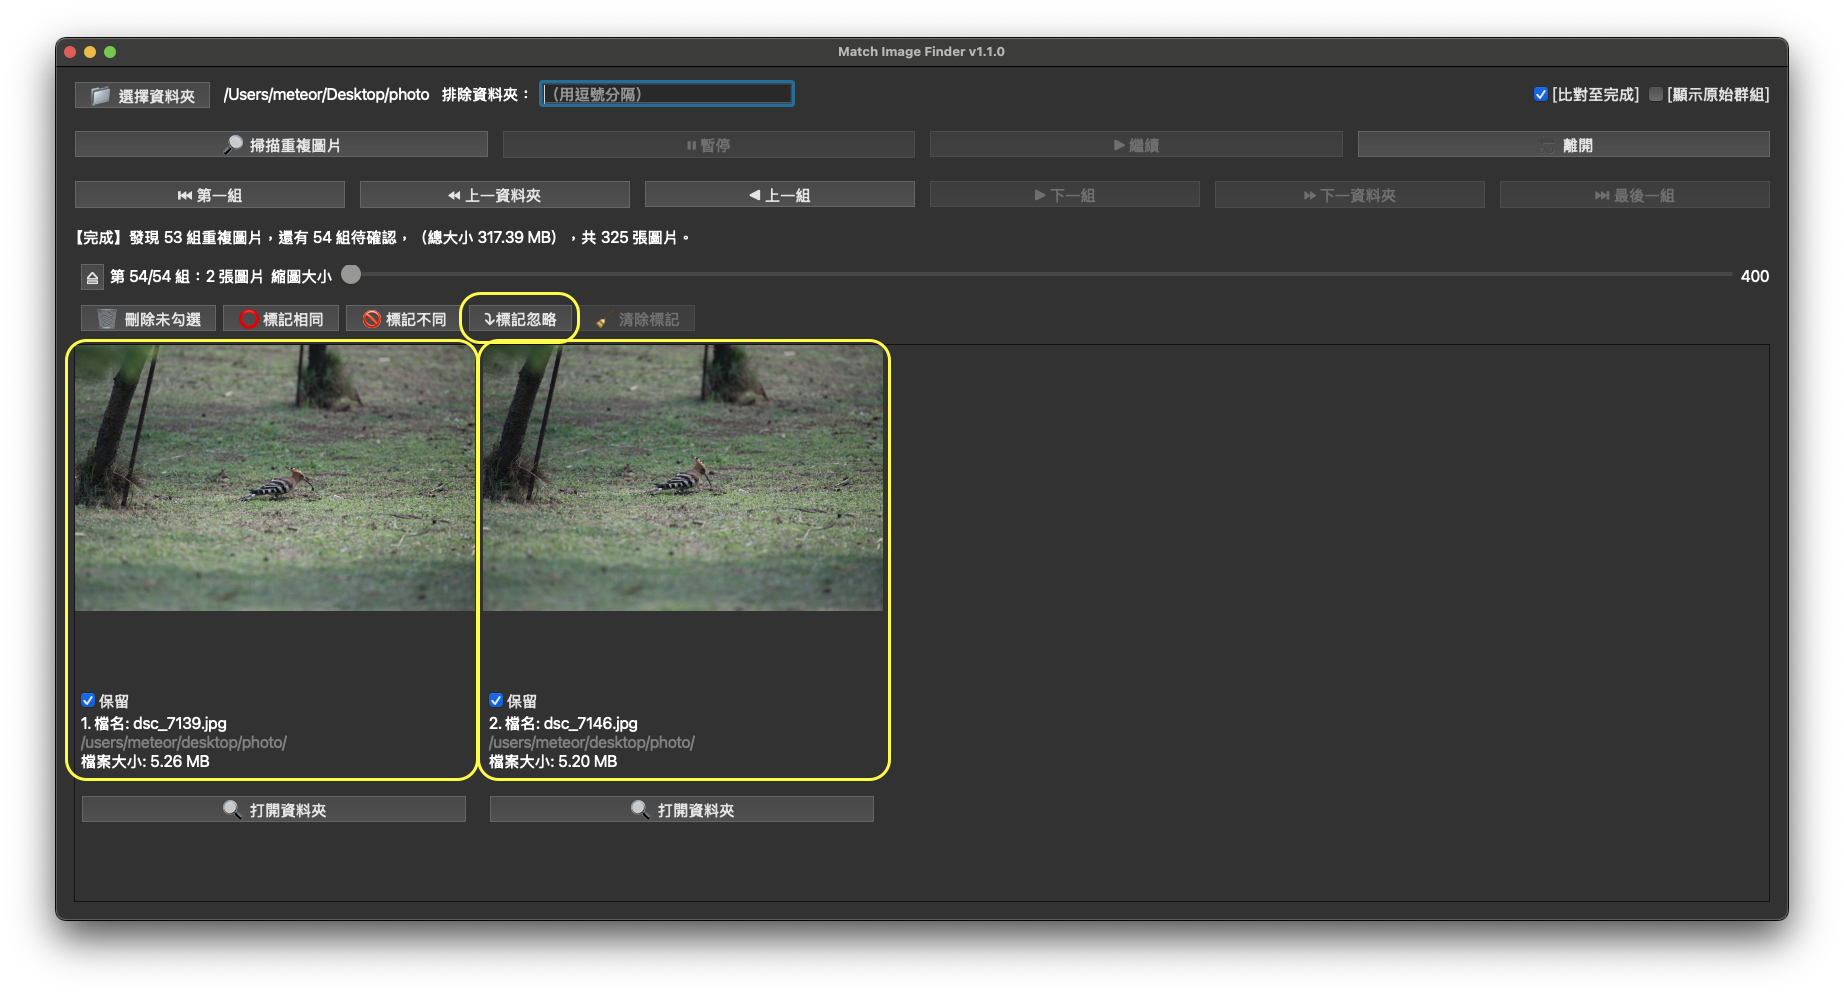 Match Image Finder v1.1.0
選擇資料夾 /Users/meteor/Desktop/photo 排除資料夾： （用逗號分隔） [比對至完成] [顯示原始群組]
掃描重複圖片 暫停 繼續 離開
第一組 上一資料夾 上一組 下一組 下一資料夾 最後一組
【完成】發現 53 組重複圖片，還有 54 組待確認，（總大小 317.39 MB），共 325 張圖片。
第 54/54 組：2 張圖片 縮圖大小 400
刪除未勾選 標記相同 標記不同 標記忽略 清除標記
保留 保留
1. 檔名: dsc_7139.jpg 2. 檔名: dsc_7146.jpg
/users/meteor/desktop/photo/ /users/meteor/desktop/photo/
檔案大小: 5.26 MB 檔案大小: 5.20 MB
打開資料夾 打開資料夾